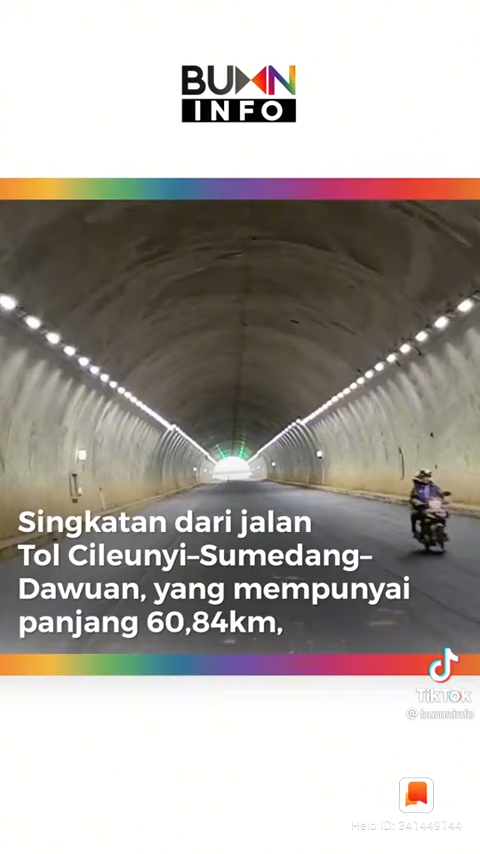 BUMN
INFO
Singkatan dari jalan
Tol Cileunyi–Sumedang–
Dawuan, yang mempunyai
panjang 60,84km,
TikTok
@bumninfo
Helo ID: 341449144